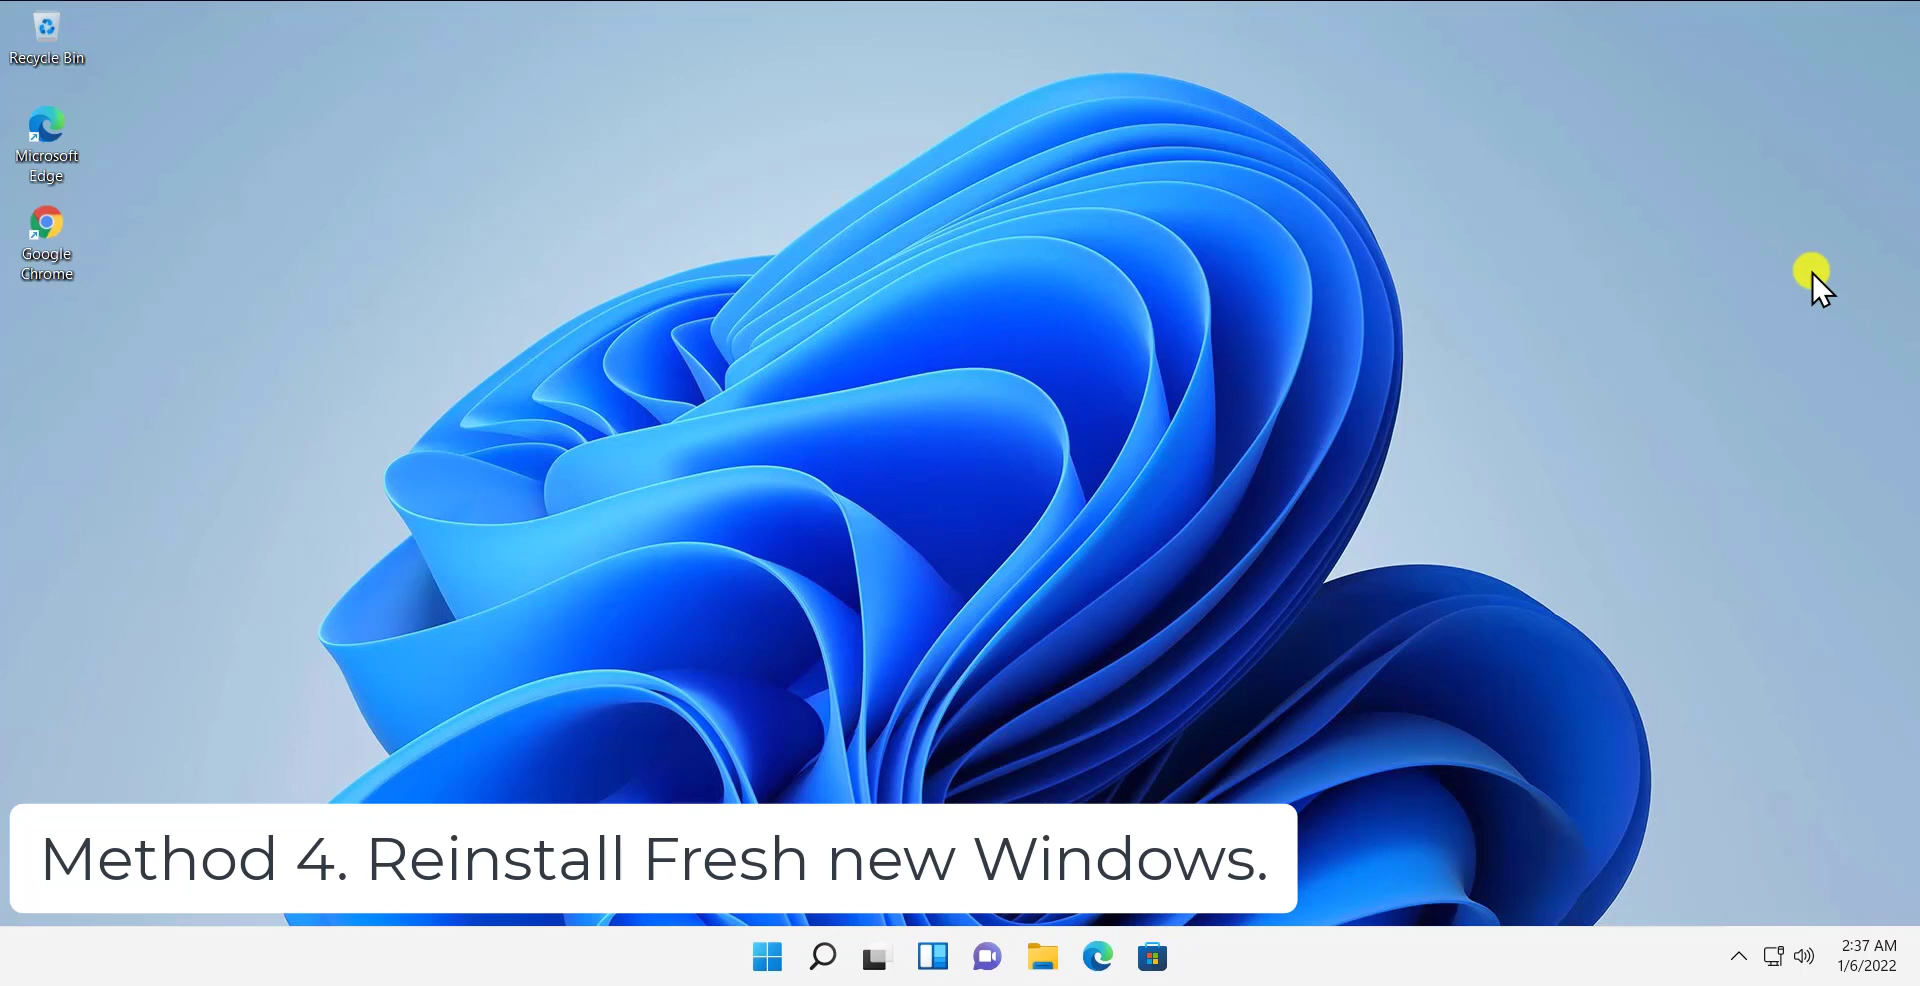 Recycle Bin
Microsoft
Edge
Google
Chrome
Method 4. Reinstall Fresh new Windows.
2:37 AM
1/6/2022